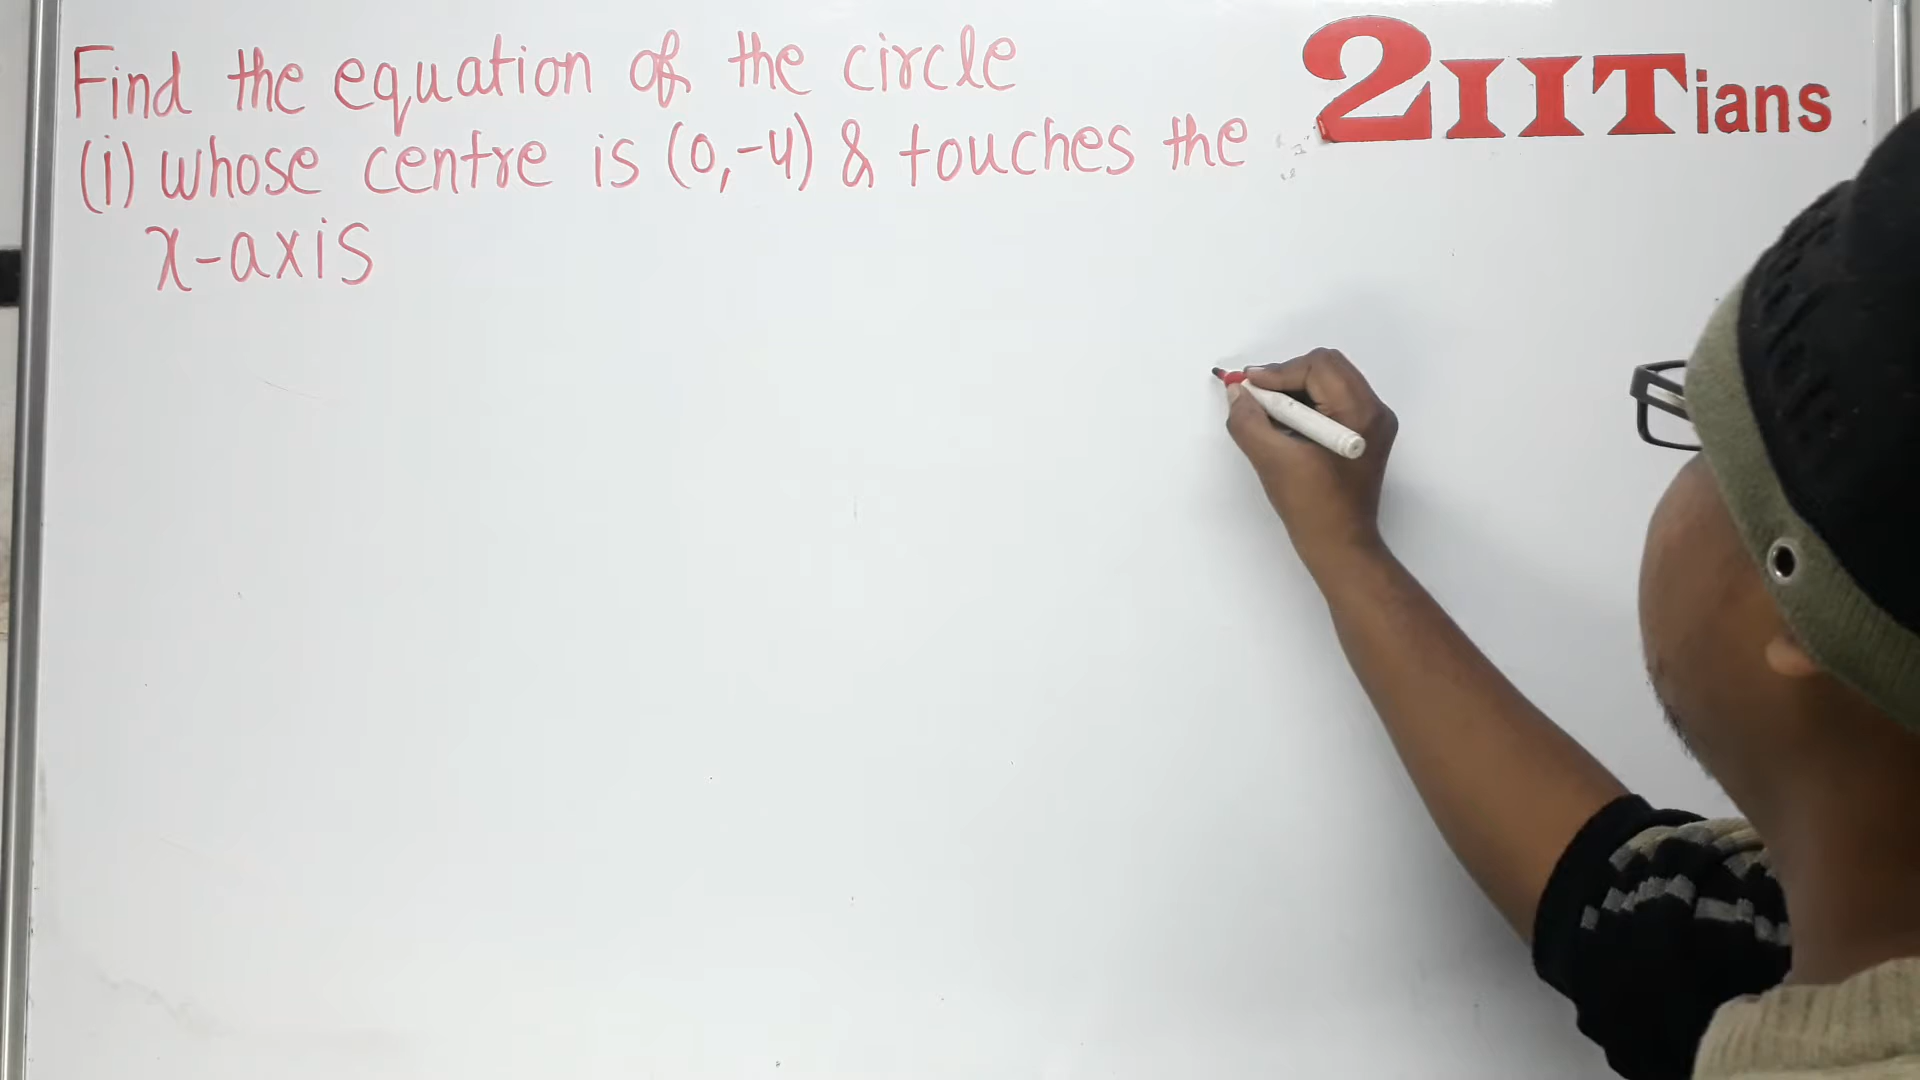 Find the equation of the circle
(i) whose centre is (0,-4) & touches the
x-axis
2IITians